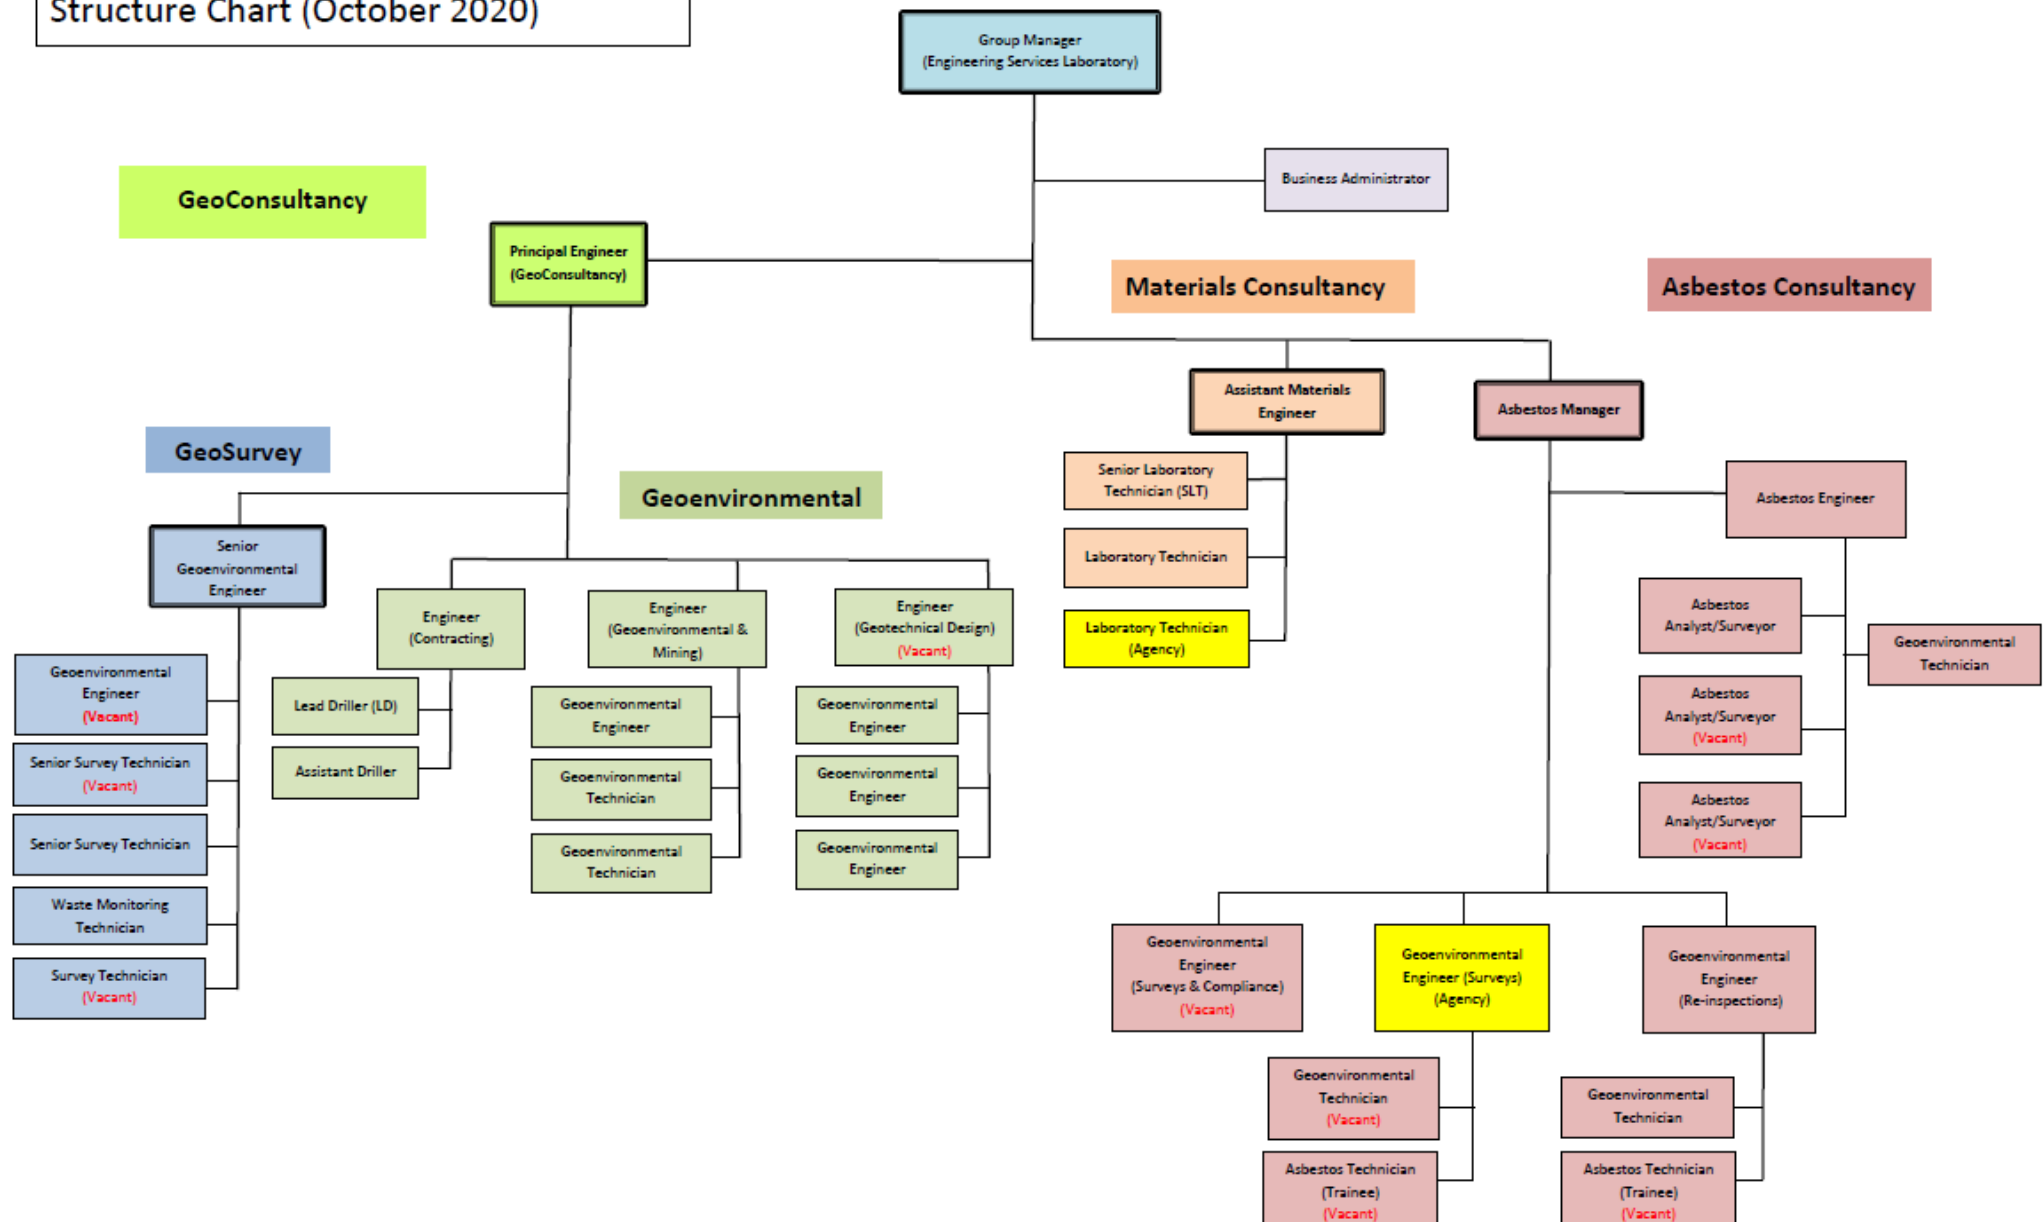 Structure Chart (October 2020)
Group Manager
(Engineering Services Laboratory)
Business Administrator
GeoConsultancy
Principal Engineer
(GeoConsultancy)
Materials Consultancy
Asbestos Consultancy
Assistant Materials
Engineer
Asbestos Manager
GeoSurvey
Geoenvironmental
Senior
Geoenvironmental
Engineer
Geoenvironmental
Engineer
(Vacant)
Senior Survey Technician
(Vacant)
Senior Survey Technician
Waste Monitoring
Technician
Survey Technician
(Vacant)
Engineer
(Contracting)
Lead Driller (LD)
Assistant Driller
Engineer
(Geoenvironmental &
Mining)
Geoenvironmental
Engineer
Geoenvironmental
Technician
Geoenvironmental
Technician
Engineer
(Geotechnical Design)
(Vacant)
Geoenvironmental
Engineer
Geoenvironmental
Engineer
Geoenvironmental
Engineer
Senior Laboratory
Technician (SLT)
Laboratory Technician
Laboratory Technician
(Agency)
Asbestos Engineer
Asbestos
Analyst/Surveyor
Geoenvironmental
Technician
Asbestos
Analyst/Surveyor
(Vacant)
Asbestos
Analyst/Surveyor
(Vacant)
Geoenvironmental
Engineer
(Surveys & Compliance)
(Vacant)
Geoenvironmental
Engineer (Surveys)
(Agency)
Geoenvironmental
Technician
(Vacant)
Asbestos Technician
(Trainee)
(Vacant)
Geoenvironmental
Engineer
(Re-inspections)
Geoenvironmental
Technician
Asbestos Technician
(Trainee)
(Vacant)